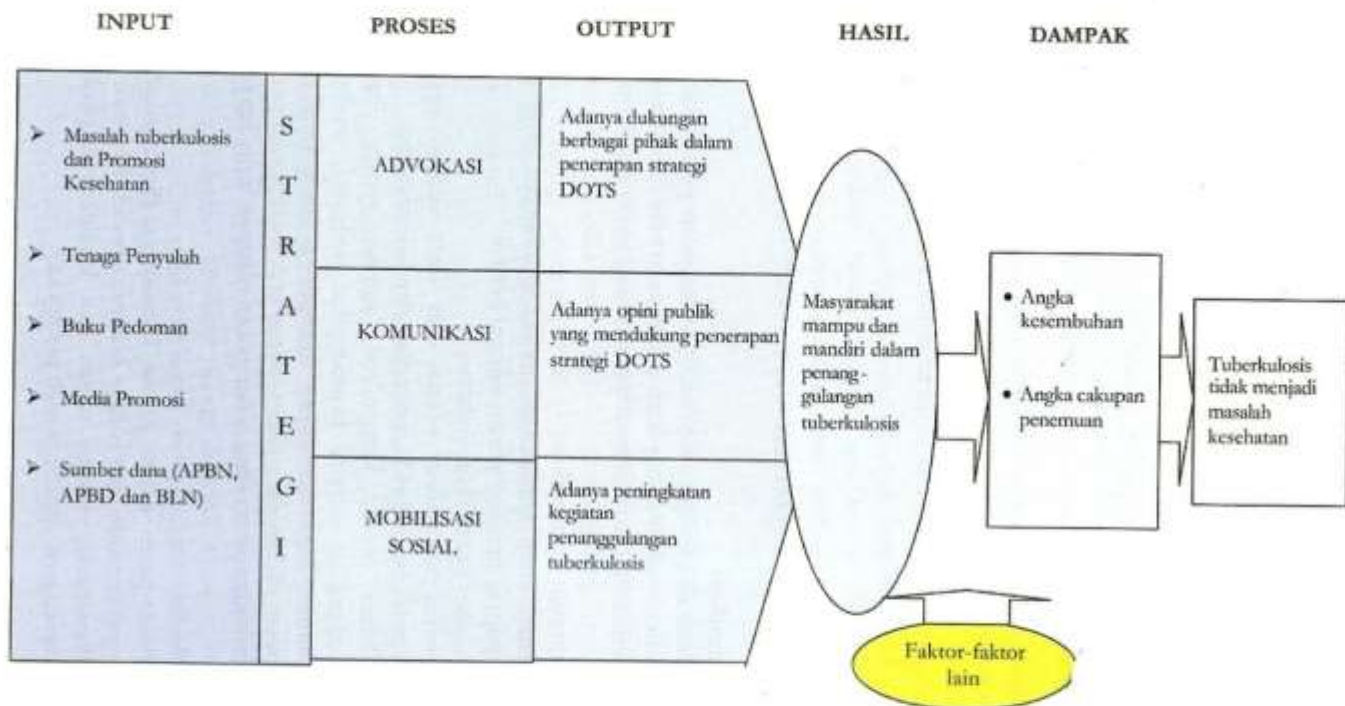 INPUT
PROSES
OUTPUT
HASIL
DAMPAK
➢ Masalah tuberkulosis
dan Promosi
Kesehatan
➢ Tenaga Penyuluh
➢ Buku Pedoman
➢ Media Promosi
➢ Sumber dana (APBN,
APBD dan BLN)
S
T
R
A
T
E
G
I
ADVOKASI
KOMUNIKASI
MOBILISASI
SOSIAL
Adanya dukungan
berbagai pihak dalam
penerapan strategi
DOTS
Adanya opini publik
yang mendukung penerapan
strategi DOTS
Adanya peningkatan
kegiatan
penanggulangan
tuberkulosis
Masyarakat
mampu dan
mandiri dalam
penang-
gulangan
tuberkulosis
• Angka
kesembuhan
• Angka cakupan
penemuan
Tuberkulosis
tidak menjadi
masalah
kesehatan
Faktor-faktor
lain